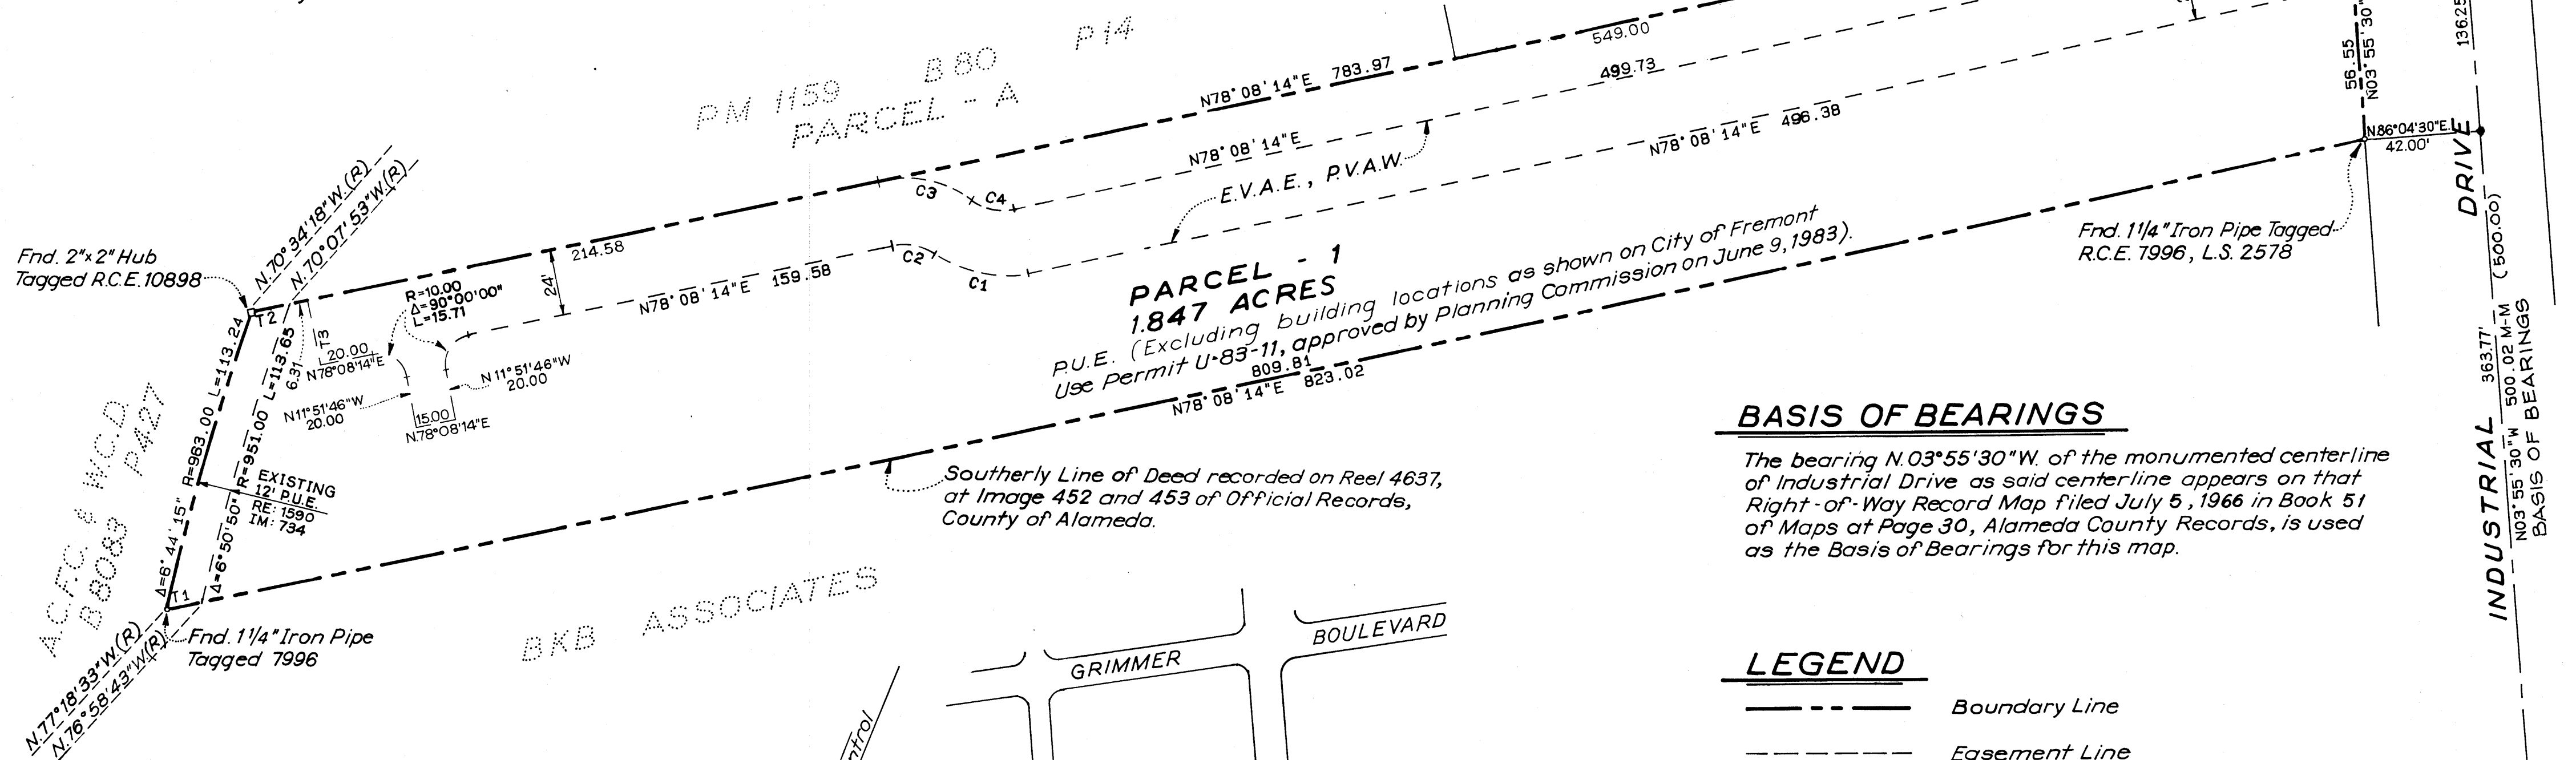 PM 1159 B 80 P 14
PARCEL - A
N78°08'14"E 783.97
549.00
499.73
N78°08'14"E
N78°08'14"E 496.38
E.V.A.E., P.V.A.W.
C3
C4
C2
C1
56.55
N03°55'30"
136.25
N.86°04'30"E.
42.00'
INDUSTRIAL DRIVE
363.77' (500.00)
N03°55'30"W 500.02 M-M
BASIS OF BEARINGS
Fnd. 1 1/4" Iron Pipe Tagged
R.C.E. 7996, L.S. 2578
N.70°34'18"W.(R)
N.70°07'53"W.(R)
Fnd. 2"x2" Hub
Tagged R.C.E. 10898
T2
214.58
24'
N78°08'14"E 159.58
R=10.00
Δ=90°00'00"
L=15.71
T3
6.31
20.00
N78°08'14"E
N11°51'46"W
20.00
N11°51'46"W
20.00
15.00
N.78°08'14"E
Δ=6°44'15" R=963.00 L=113.24
Δ=6°50'50" R=951.00 L=113.65
EXISTING
12' P.U.E.
RE: 1590
IM: 734
A.C.F.C. & W.C.D.
B 8083 P 427
T1
Fnd. 1 1/4" Iron Pipe
Tagged 7996
N.77°18'33"W.(R)
N.76°58'43"W.(R)
PARCEL - 1
1.847 ACRES
P.U.E. (Excluding building locations as shown on City of Fremont
Use Permit U-83-11, approved by Planning Commission on June 9, 1983).
809.81
N78°08'14"E 823.02
Southerly Line of Deed recorded on Reel 4637,
at Image 452 and 453 of Official Records,
County of Alameda.
BKB ASSOCIATES
GRIMMER BOULEVARD
ntrol
BASIS OF BEARINGS
The bearing N.03°55'30"W. of the monumented centerline
of Industrial Drive as said centerline appears on that
Right-of-Way Record Map filed July 5, 1966 in Book 51
of Maps at Page 30, Alameda County Records, is used
as the Basis of Bearings for this map.
LEGEND
Boundary Line
Easement Line